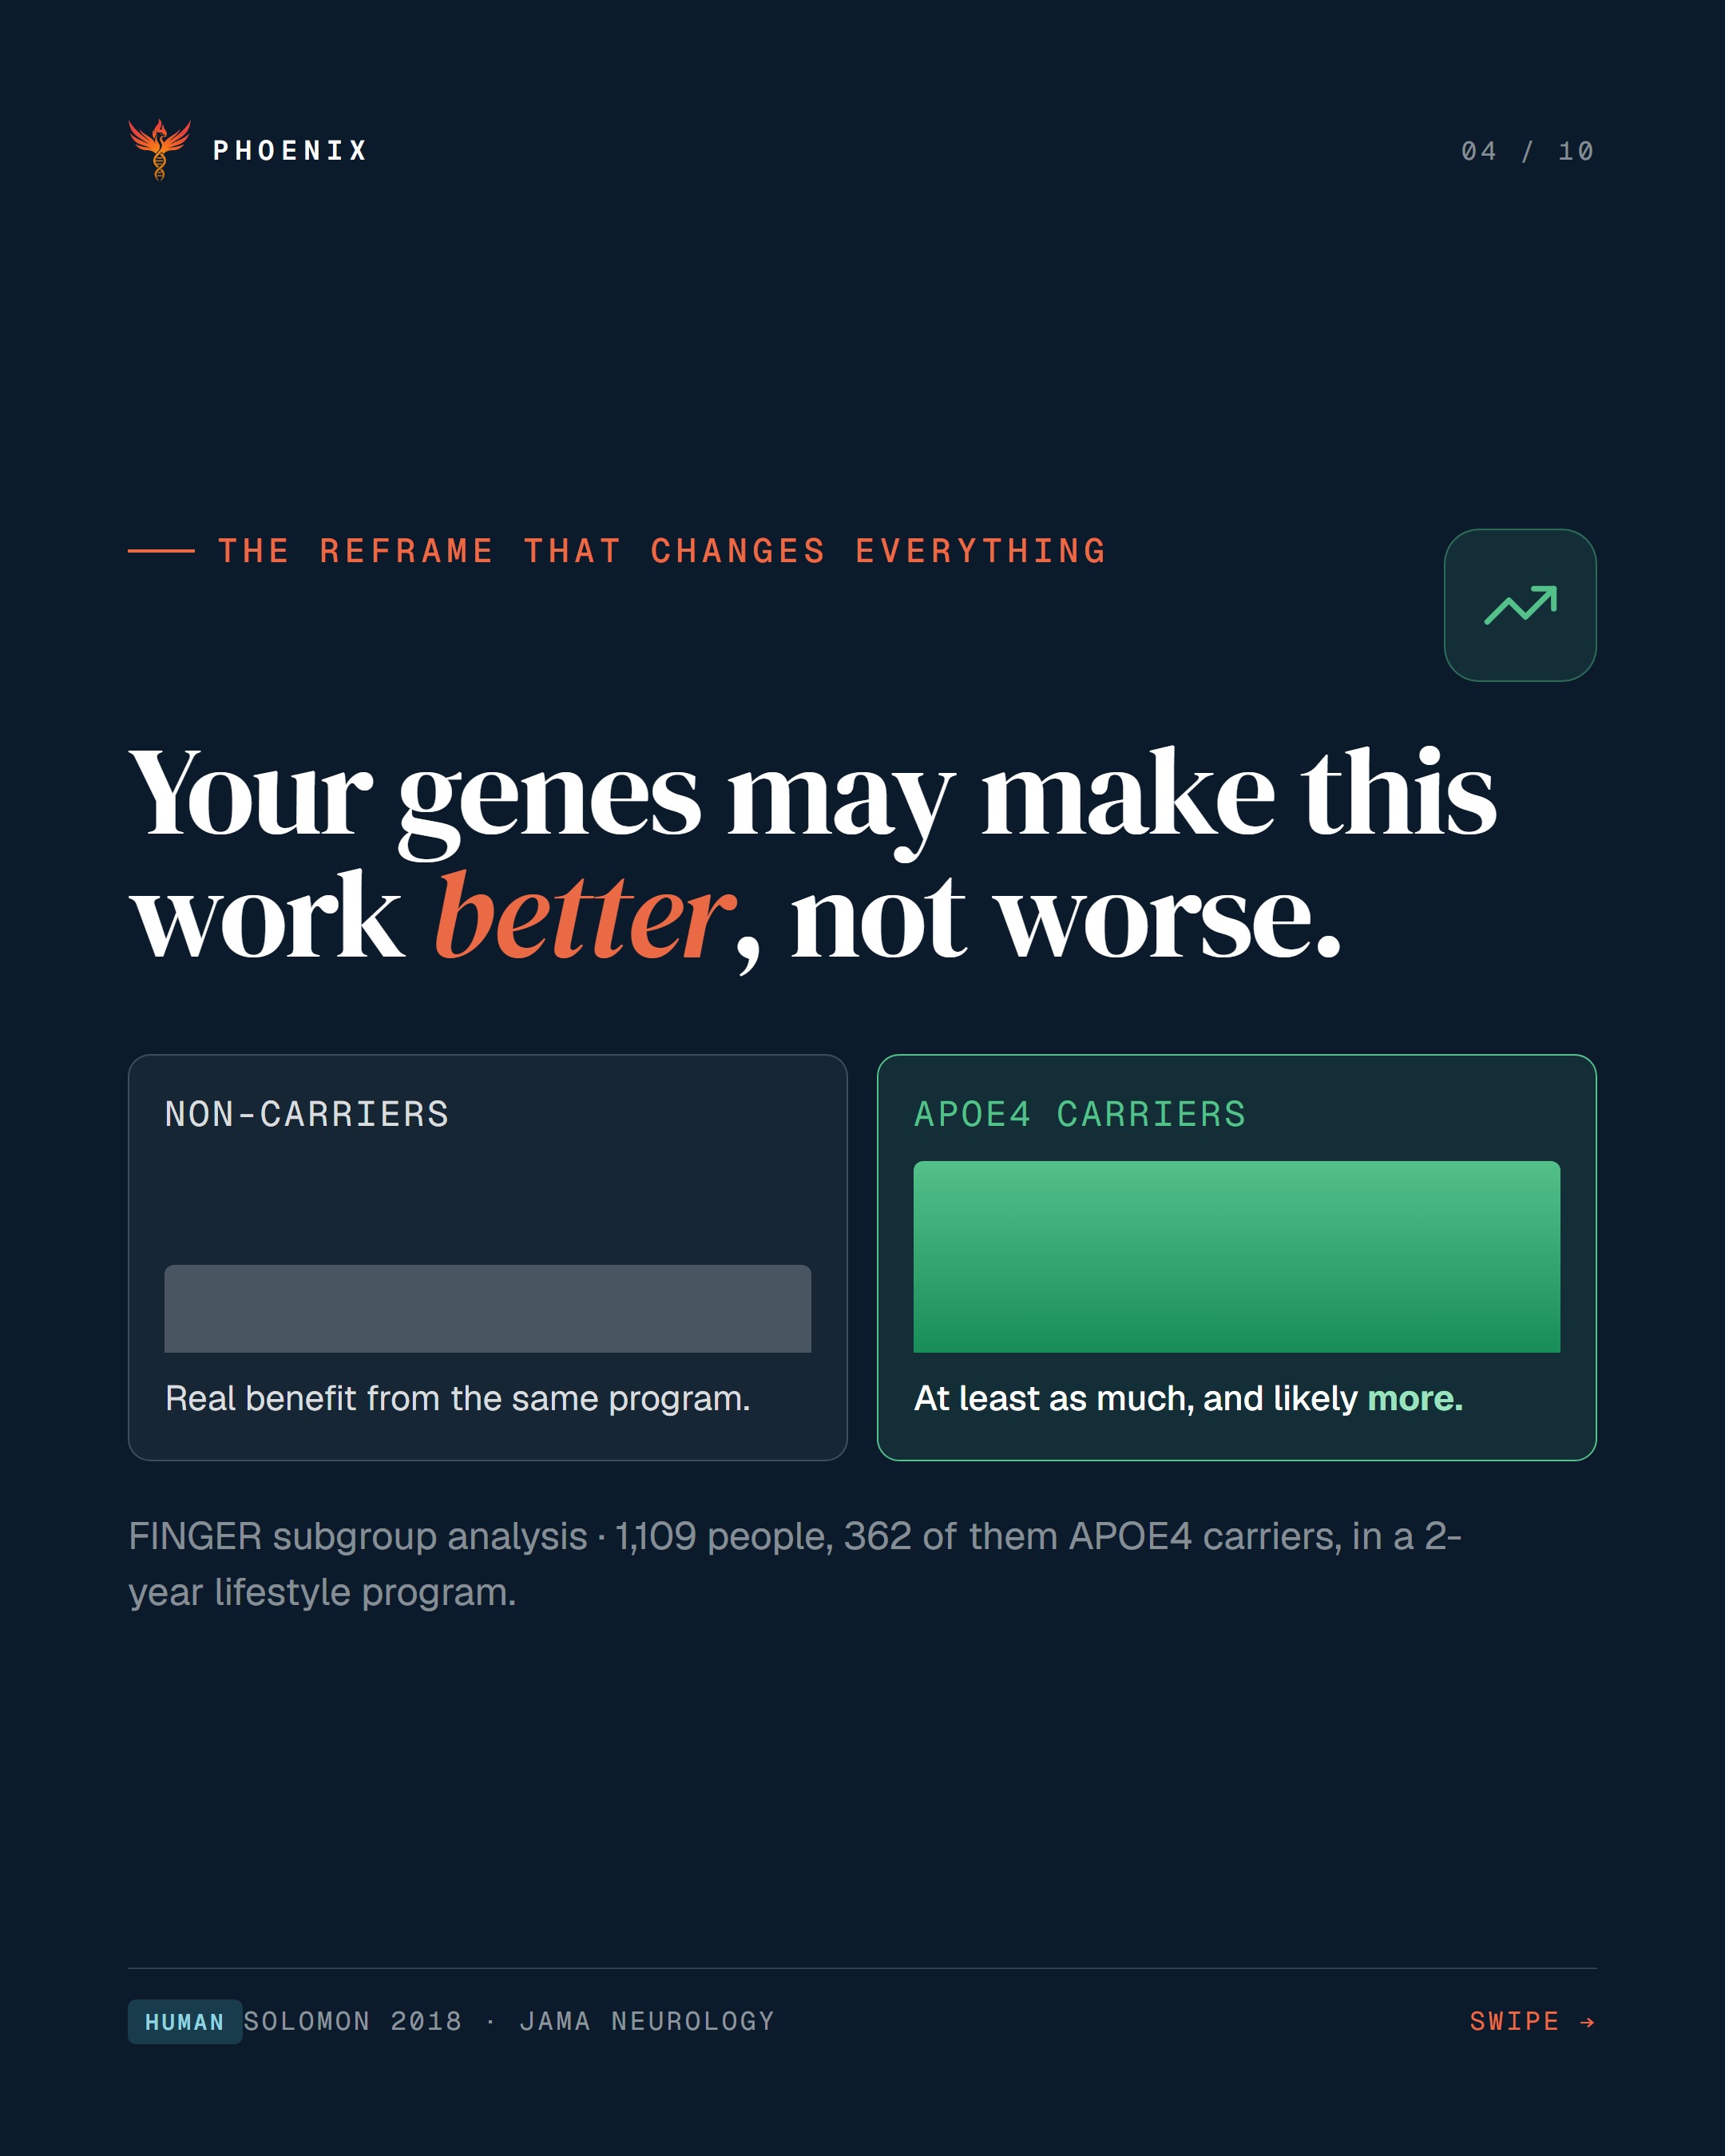 PHOENIX
04 / 10
THE REFRAME THAT CHANGES EVERYTHING
Your genes may make this
work better, not worse.
NON-CARRIERS
Real benefit from the same program.
APOE4 CARRIERS
At least as much, and likely more.
FINGER subgroup analysis · 1,109 people, 362 of them APOE4 carriers, in a 2-
year lifestyle program.
HUMAN SOLOMON 2018 · JAMA NEUROLOGY
SWIPE →